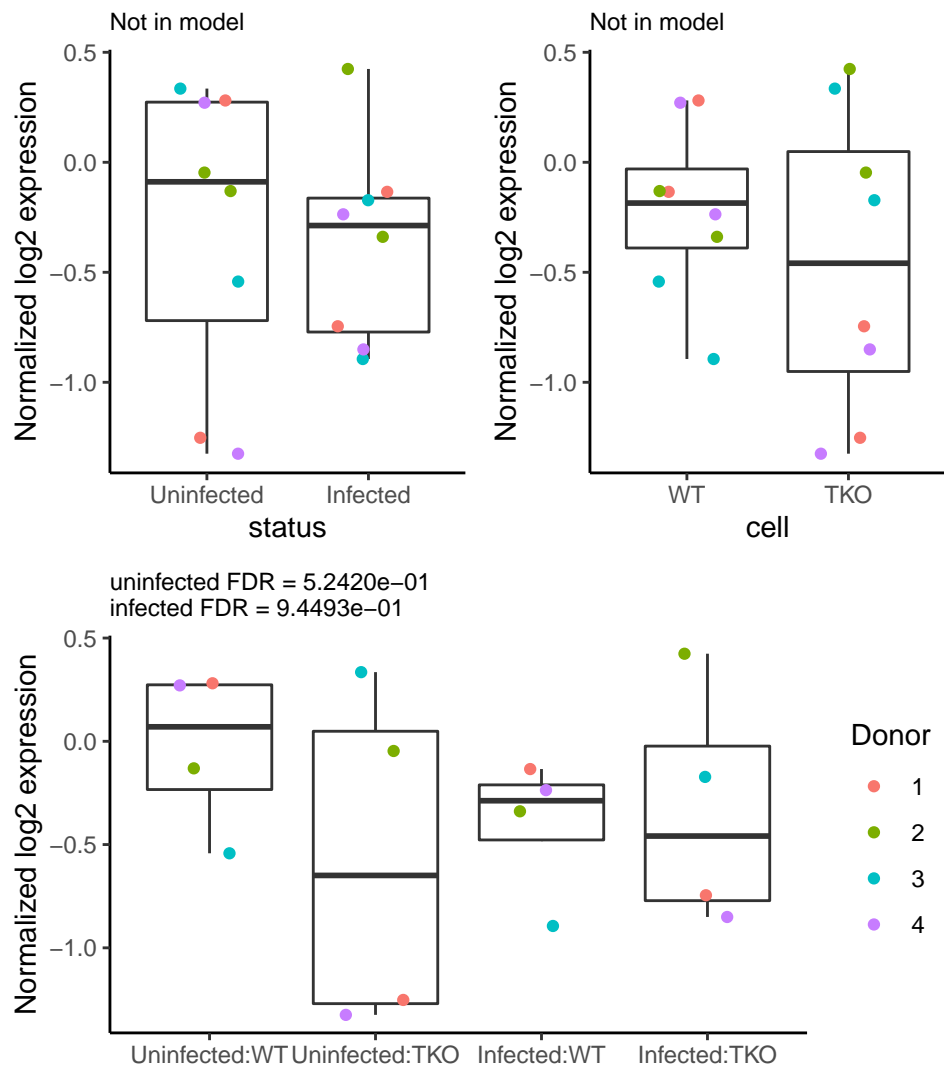 Not in model
Normalized log2 expression
0.5
0.0
−0.5
−1.0
Uninfected Infected
status
Not in model
Normalized log2 expression
0.5
0.0
−0.5
−1.0
WT TKO
cell
uninfected FDR = 5.2420e−01
infected FDR = 9.4493e−01
Normalized log2 expression
0.5
0.0
−0.5
−1.0
Uninfected:WT Uninfected:TKO Infected:WT Infected:TKO
Donor
1
2
3
4